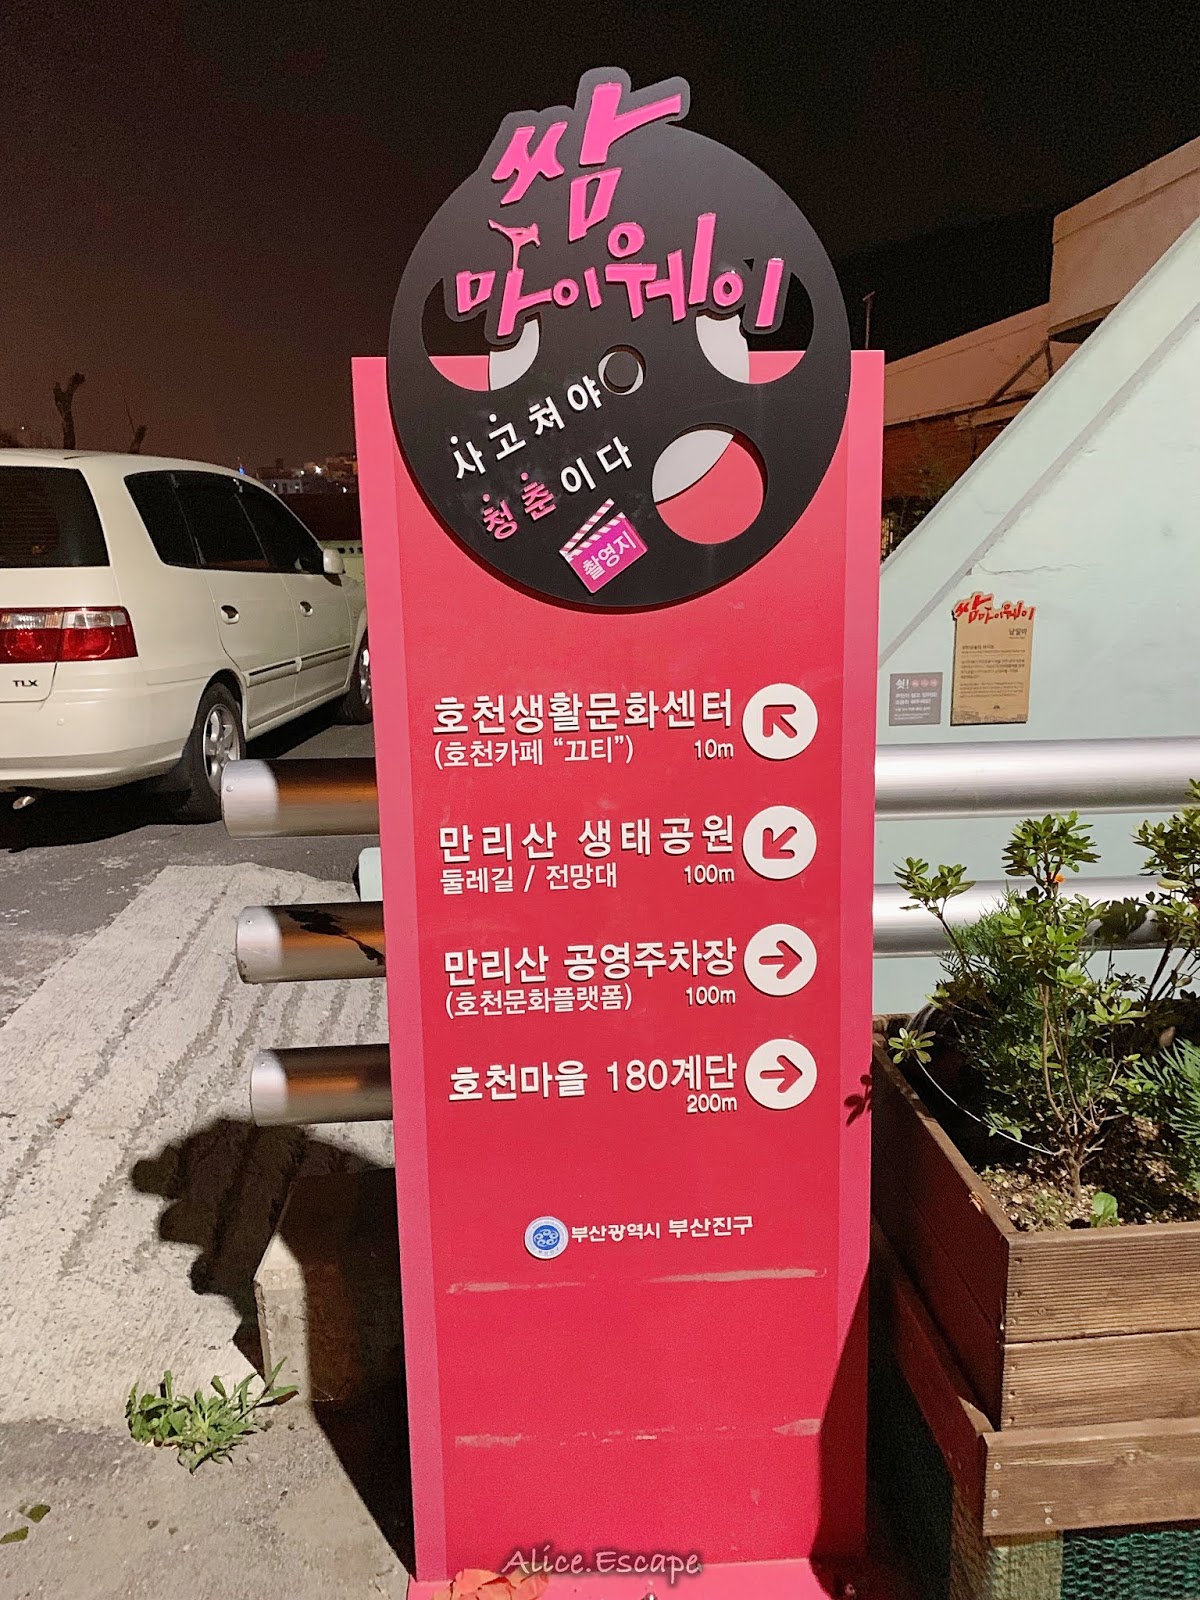 쌈
마이웨이
사고쳐야
청춘이다
촬영지
호천생활문화센터
(호천카페 “끄티”) 10m
만리산 생태공원
둘레길 / 전망대 100m
만리산 공영주차장
(호천문화플랫폼) 100m
호천마을 180계단
200m
부산광역시 부산진구
TLX
쌈마이웨이
남일바
쉿!
Alice.Escape